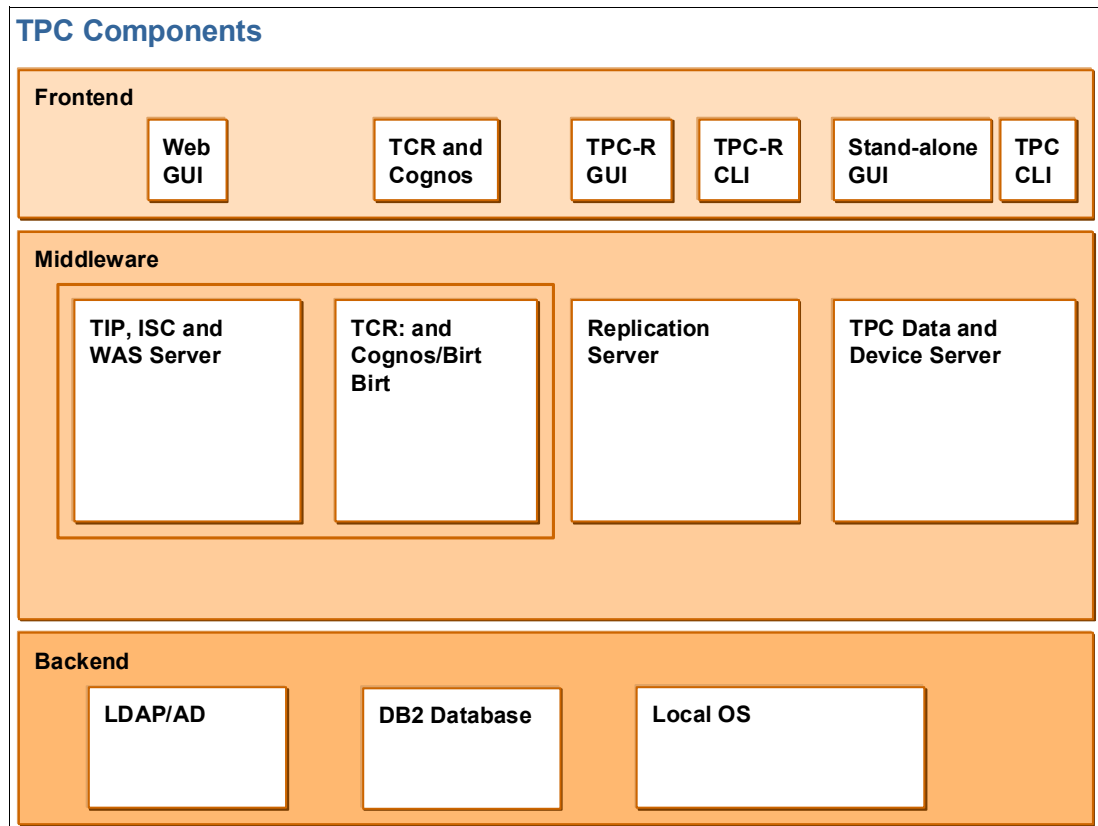 TPC Components
Frontend
Web
GUI
TCR and
Cognos
TPC-R
GUI
TPC-R
CLI
Stand-alone
GUI
TPC
CLI
Middleware
TIP, ISC and
WAS Server
TCR: and
Cognos/Birt
Birt
Replication
Server
TPC Data and
Device Server
Backend
LDAP/AD
DB2 Database
Local OS